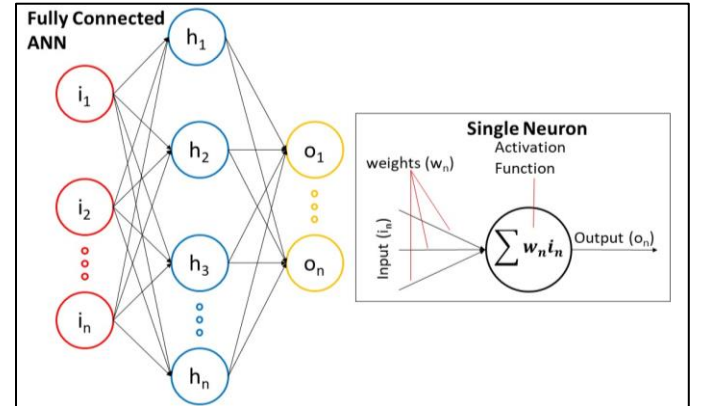 Fully Connected
ANN
i₁
i₂
iₙ
h₁
h₂
h₃
hₙ
o₁
oₙ
Single Neuron
Activation
Function
weights (wₙ)
Input (iₙ)
∑ wₙiₙ
Output (oₙ)